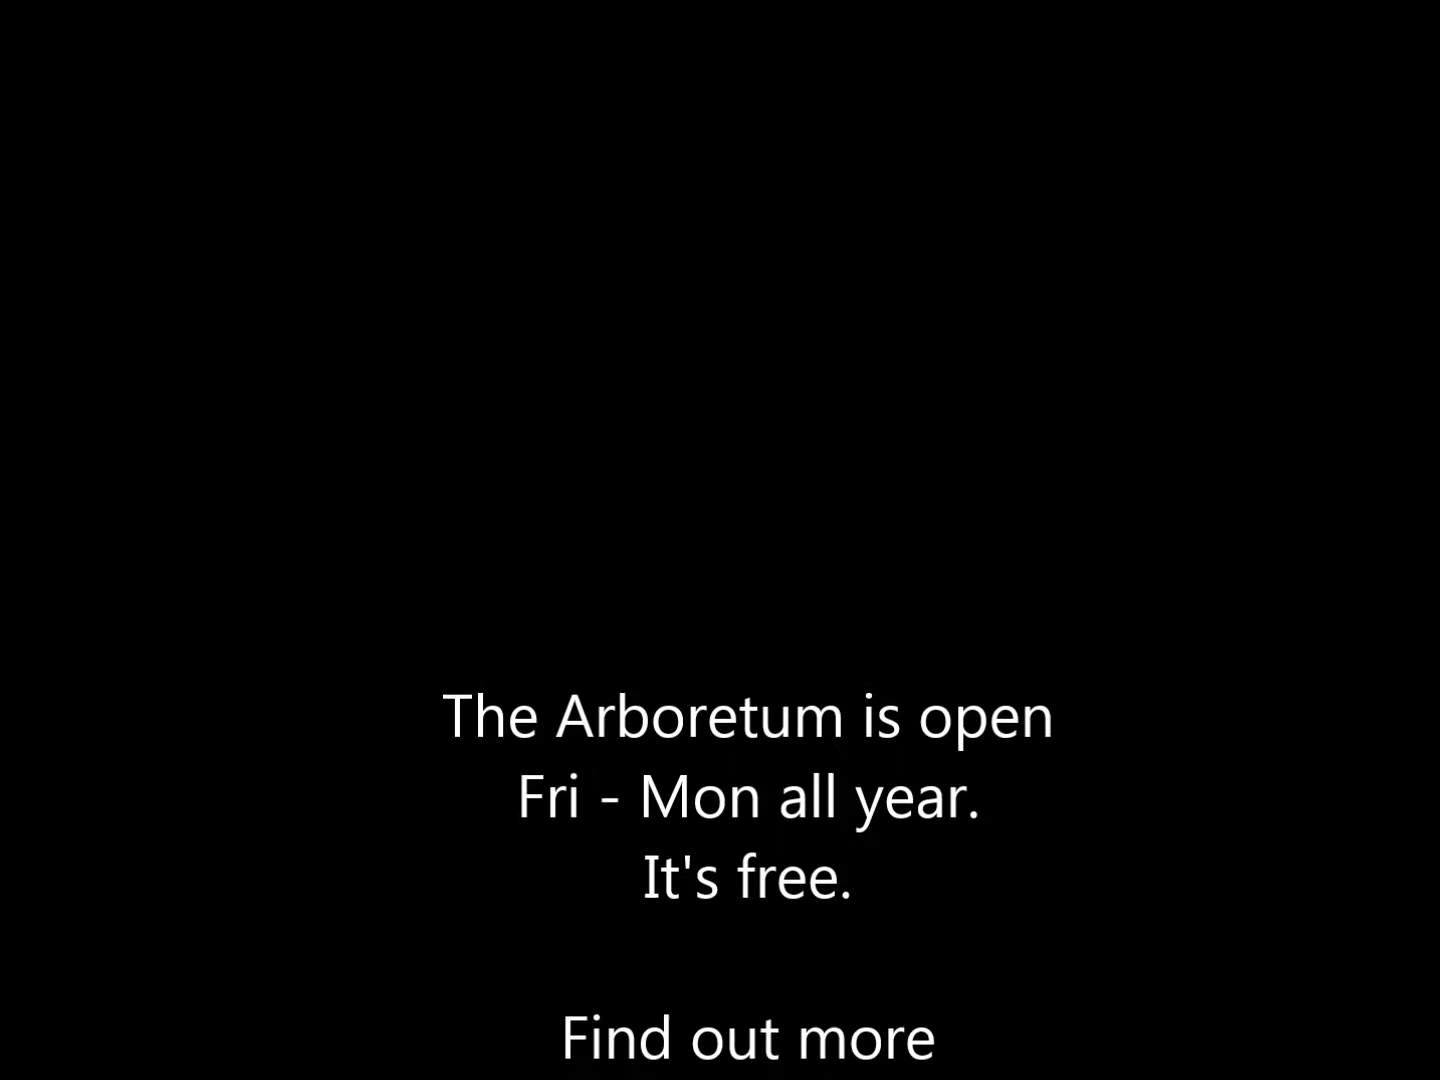 The Arboretum is open
Fri - Mon all year.
It's free.
Find out more